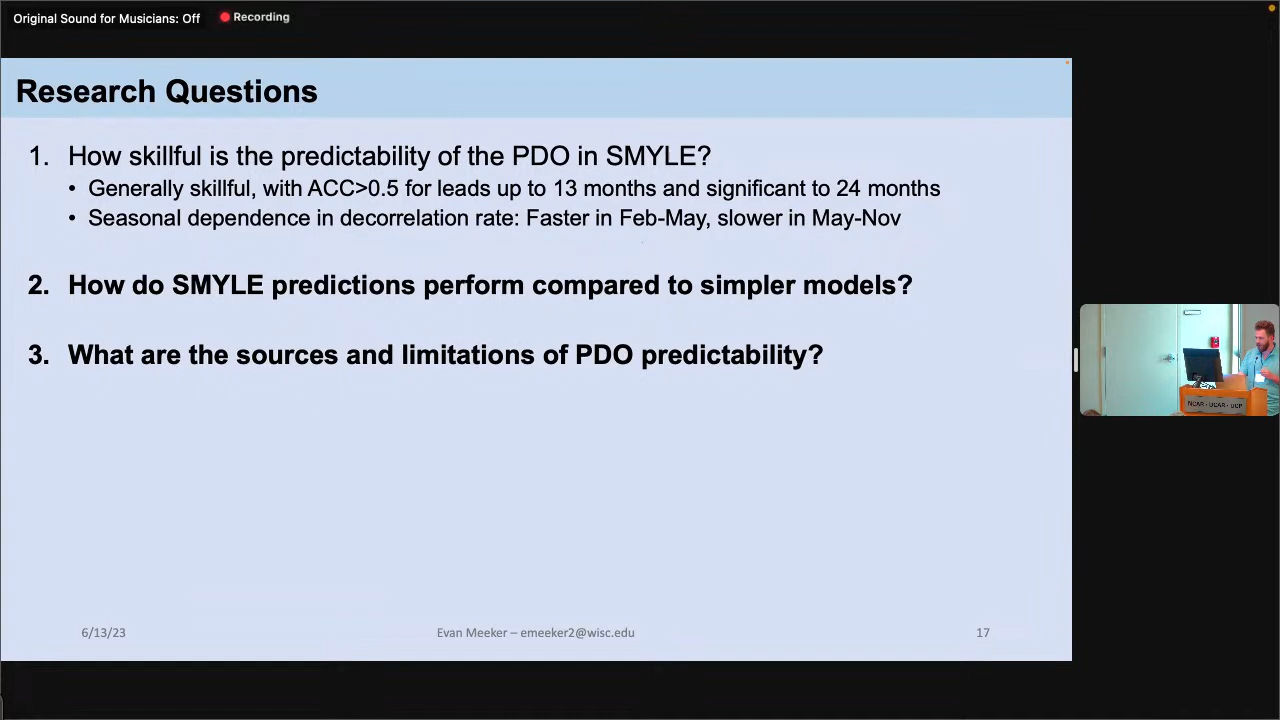 Original Sound for Musicians: Off
Recording
Research Questions
1. How skillful is the predictability of the PDO in SMYLE?
• Generally skillful, with ACC>0.5 for leads up to 13 months and significant to 24 months
• Seasonal dependence in decorrelation rate: Faster in Feb-May, slower in May-Nov
2. How do SMYLE predictions perform compared to simpler models?
3. What are the sources and limitations of PDO predictability?
NCAR - UCAR - UCP
6/13/23
Evan Meeker – emeeker2@wisc.edu
17